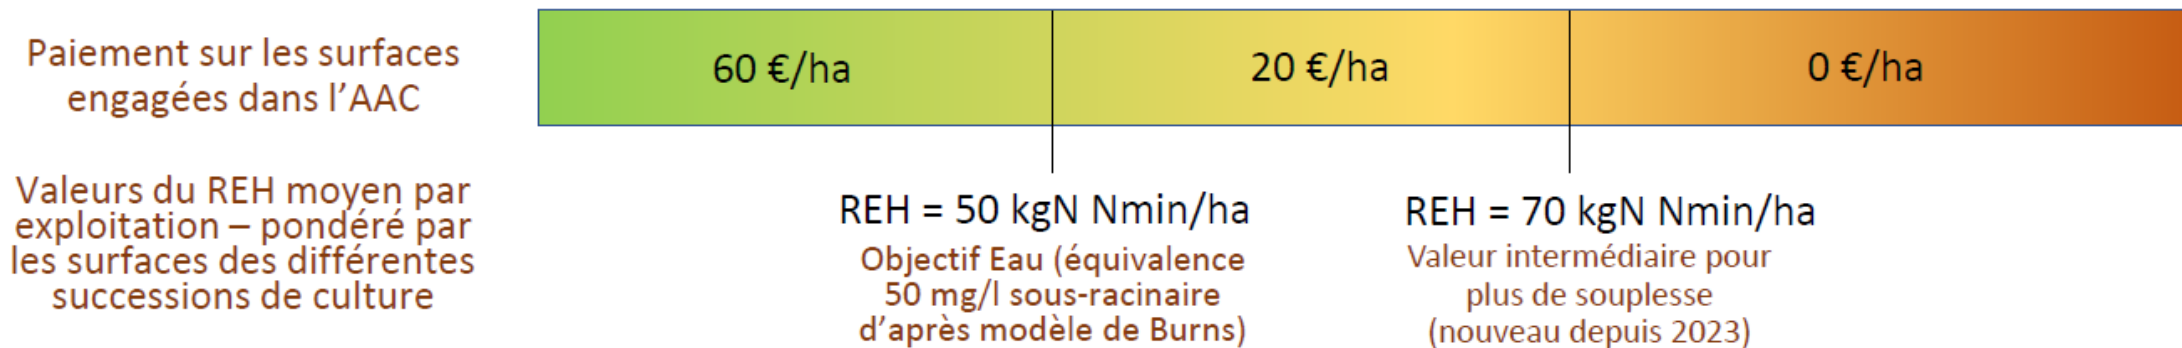 Paiement sur les surfaces
engagées dans l’AAC
60 €/ha
20 €/ha
0 €/ha
Valeurs du REH moyen par
exploitation – pondéré par
les surfaces des différentes
successions de culture
REH = 50 kgN Nmin/ha
Objectif Eau (équivalence
50 mg/l sous-racinaire
d’après modèle de Burns)
REH = 70 kgN Nmin/ha
Valeur intermédiaire pour
plus de souplesse
(nouveau depuis 2023)